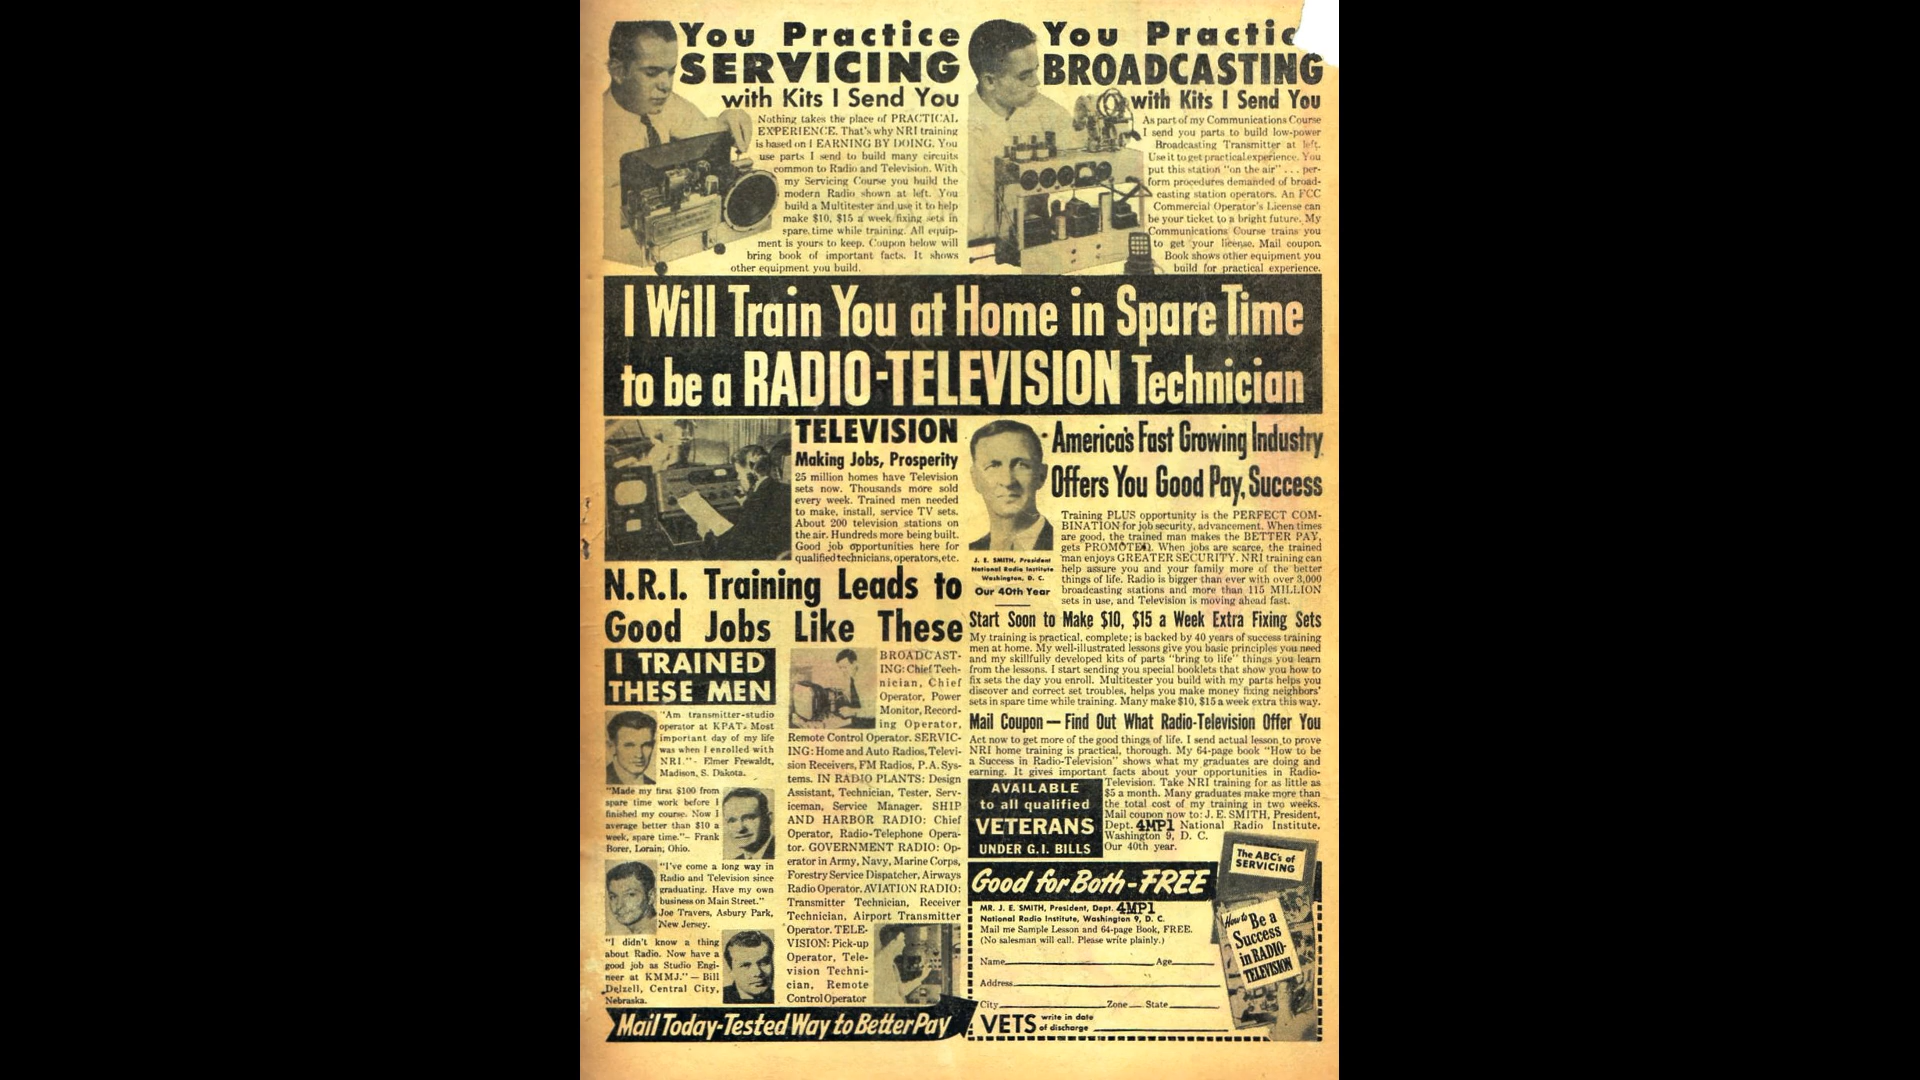 You Practice
SERVICING
with Kits I Send You
Nothing takes the place of PRACTICAL
EXPERIENCE. That's why NRI training
is based on LEARNING BY DOING. You
use parts I send to build many circuits
common to Radio and Television. With
my Servicing Course you build the
modern Radio shown at left. You
build a Multitester and use it to help
make $10, $15 a week fixing sets in
spare time while training. All equip-
ment is yours to keep. Coupon below will
bring book of important facts. It shows
other equipment you build.
You Practic
BROADCASTING
with Kits I Send You
As part of my Communications Course
I send you parts to build low-power
Broadcasting Transmitter at left.
Use it to get practical experience. You
put this station "on the air" . . . per-
form procedures demanded of broad-
casting station operators. An FCC
Commercial Operator's License can
be your ticket to a bright future. My
Communications Course trains you
to get your license. Mail coupon.
Book shows other equipment you
build for practical experience.
I Will Train You at Home in Spare Time
to be a RADIO-TELEVISION Technician
TELEVISION
Making Jobs, Prosperity
25 million homes have Television
sets now. Thousands more sold
every week. Trained men needed
to make, install, service TV sets.
About 200 television stations on
the air. Hundreds more being built.
Good job opportunities here for
qualified technicians, operators, etc.
J. E. SMITH, President
National Radio Institute
Washington, D. C.
Our 40th Year
America's Fast Growing Industry
Offers You Good Pay, Success
Training PLUS opportunity is the PERFECT COM-
BINATION for job security, advancement. When times
are good, the trained man makes the BETTER PAY,
gets PROMOTED. When jobs are scarce, the trained
man enjoys GREATER SECURITY. NRI training can
help assure you and your family more of the better
things of life. Radio is bigger than ever with over 3,000
broadcasting stations and more than 115 MILLION
sets in use, and Television is moving ahead fast.
N.R.I. Training Leads to
Good Jobs Like These
I TRAINED
THESE MEN
"Am transmitter-studio
operator at KPAT. Most
important day of my life
was when I enrolled with
NRI."- Elmer Frewaldt,
Madison, S. Dakota.
"Made my first $100 from
spare time work before I
finished my course. Now I
average better than $10 a
week, spare time."- Frank
Borer, Lorain, Ohio.
"I've come a long way in
Radio and Television since
graduating. Have my own
business on Main Street."
Joe Travers, Asbury Park,
New Jersey.
"I didn't know a thing
about Radio. Now have a
good job as Studio Engi-
neer at KMMJ." — Bill
Delzell, Central City,
Nebraska.
BROADCAST-
ING: Chief Tech-
nician, Chief
Operator, Power
Monitor, Record-
ing Operator,
Remote Control Operator. SERVIC-
ING: Home and Auto Radios, Televi-
sion Receivers, FM Radios, P.A. Sys-
tems. IN RADIO PLANTS: Design
Assistant, Technician, Tester, Serv-
iceman, Service Manager. SHIP
AND HARBOR RADIO: Chief
Operator, Radio-Telephone Opera-
tor. GOVERNMENT RADIO: Op-
erator in Army, Navy, Marine Corps,
Forestry Service Dispatcher, Airways
Radio Operator. AVIATION RADIO:
Transmitter Technician, Receiver
Technician, Airport Transmitter
Operator. TELE-
VISION: Pick-up
Operator, Tele-
vision Techni-
cian, Remote
Control Operator
Mail Today-Tested Way to Better Pay
Start Soon to Make $10, $15 a Week Extra Fixing Sets
My training is practical, complete; is backed by 40 years of success training
men at home. My well-illustrated lessons give you basic principles you need
and my skillfully developed kits of parts "bring to life" things you learn
from the lessons. I start sending you special booklets that show you how to
fix sets the day you enroll. Multitester you build with my parts helps you
discover and correct set troubles, helps you make money fixing neighbors'
sets in spare time while training. Many make $10, $15 a week extra this way.
Mail Coupon — Find Out What Radio-Television Offer You
Act now to get more of the good things of life. I send actual lesson to prove
NRI home training is practical, thorough. My 64-page book "How to be
a Success in Radio-Television" shows what my graduates are doing and
earning. It gives important facts about your opportunities in Radio-
Television. Take NRI training for as little as
$5 a month. Many graduates make more than
the total cost of my training in two weeks.
Mail coupon now to: J. E. SMITH, President,
Dept. 4MP1 National Radio Institute,
Washington 9, D. C.
Our 40th year.
AVAILABLE
to all qualified
VETERANS
UNDER G.I. BILLS
Good for Both-FREE
MR. J. E. SMITH, President, Dept. 4MP1
National Radio Institute, Washington 9, D. C.
Mail me Sample Lesson and 64-page Book, FREE.
(No salesman will call. Please write plainly.)
Name Age
Address
City Zone State
VETS write in date
of discharge
The ABC's of
SERVICING
How to Be a
Success
in RADIO-
TELEVISION